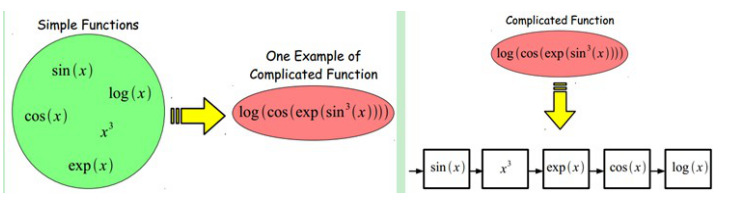 Simple Functions
sin(x)
log(x)
cos(x)
x³
exp(x)
One Example of
Complicated Function
log(cos(exp(sin³(x))))
Complicated Function
log(cos(exp(sin³(x))))
sin(x) x³ exp(x) cos(x) log(x)